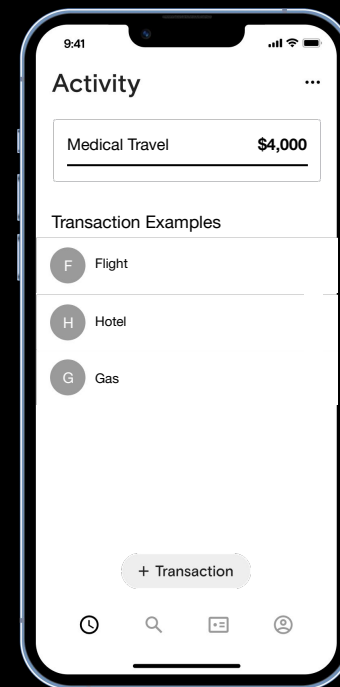 9:41
Activity
Medical Travel $4,000
Transaction Examples
F Flight
H Hotel
G Gas
+ Transaction